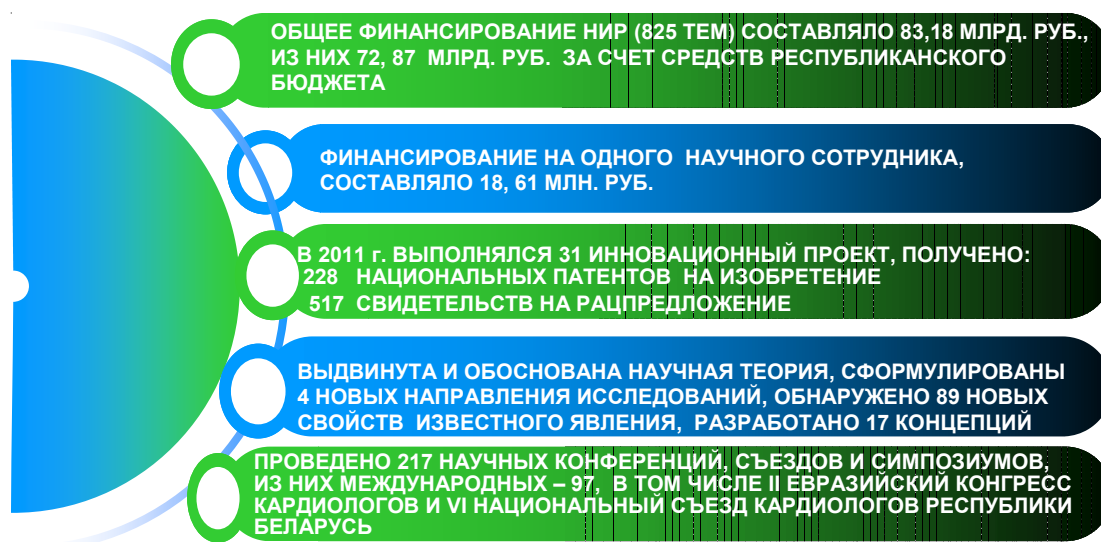 ОБЩЕЕ ФИНАНСИРОВАНИЕ НИР (825 ТЕМ) СОСТАВЛЯЛО 83,18 МЛРД. РУБ.,
ИЗ НИХ 72, 87 МЛРД. РУБ. ЗА СЧЕТ СРЕДСТВ РЕСПУБЛИКАНСКОГО
БЮДЖЕТА
ФИНАНСИРОВАНИЕ НА ОДНОГО НАУЧНОГО СОТРУДНИКА,
СОСТАВЛЯЛО 18, 61 МЛН. РУБ.
В 2011 г. ВЫПОЛНЯЛСЯ 31 ИННОВАЦИОННЫЙ ПРОЕКТ, ПОЛУЧЕНО:
228 НАЦИОНАЛЬНЫХ ПАТЕНТОВ НА ИЗОБРЕТЕНИЕ
517 СВИДЕТЕЛЬСТВ НА РАЦПРЕДЛОЖЕНИЕ
ВЫДВИНУТА И ОБОСНОВАНА НАУЧНАЯ ТЕОРИЯ, СФОРМУЛИРОВАНЫ
4 НОВЫХ НАПРАВЛЕНИЯ ИССЛЕДОВАНИЙ, ОБНАРУЖЕНО 89 НОВЫХ
СВОЙСТВ ИЗВЕСТНОГО ЯВЛЕНИЯ, РАЗРАБОТАНО 17 КОНЦЕПЦИЙ
ПРОВЕДЕНО 217 НАУЧНЫХ КОНФЕРЕНЦИЙ, СЪЕЗДОВ И СИМПОЗИУМОВ,
ИЗ НИХ МЕЖДУНАРОДНЫХ – 97, В ТОМ ЧИСЛЕ II ЕВРАЗИЙСКИЙ КОНГРЕСС
КАРДИОЛОГОВ И VI НАЦИОНАЛЬНЫЙ СЪЕЗД КАРДИОЛОГОВ РЕСПУБЛИКИ
БЕЛАРУСЬ